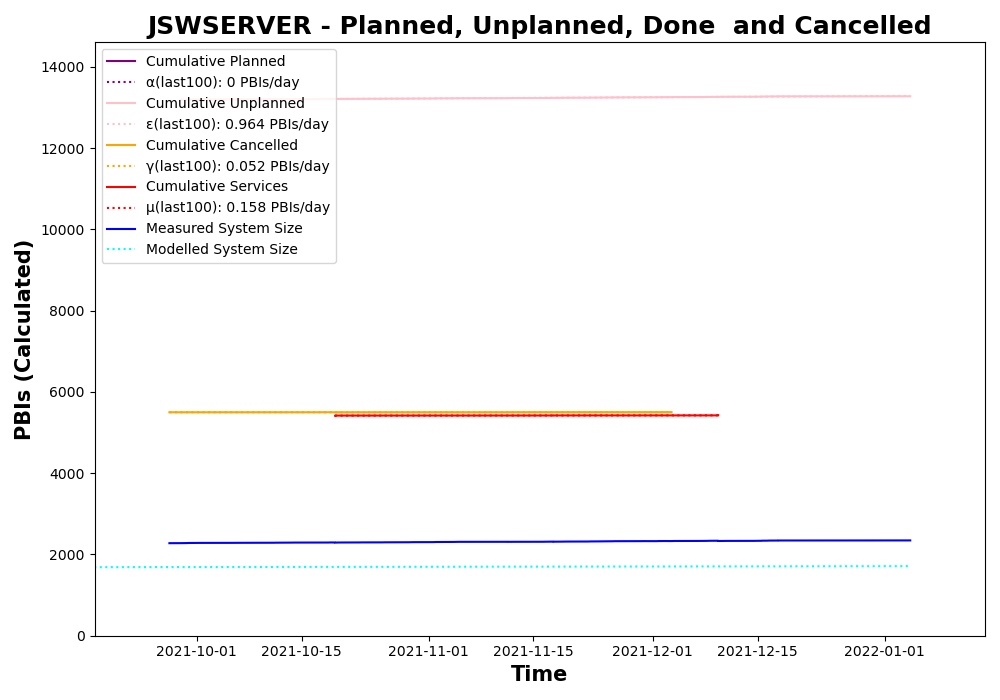 JSWSERVER - Planned, Unplanned, Done  and Cancelled
Cumulative Planned
α(last100): 0 PBIs/day
Cumulative Unplanned
ε(last100): 0.964 PBIs/day
Cumulative Cancelled
γ(last100): 0.052 PBIs/day
Cumulative Services
μ(last100): 0.158 PBIs/day
Measured System Size
Modelled System Size
PBIs (Calculated)
14000
12000
10000
8000
6000
4000
2000
0
2021-10-01 2021-10-15 2021-11-01 2021-11-15 2021-12-01 2021-12-15 2022-01-01
Time